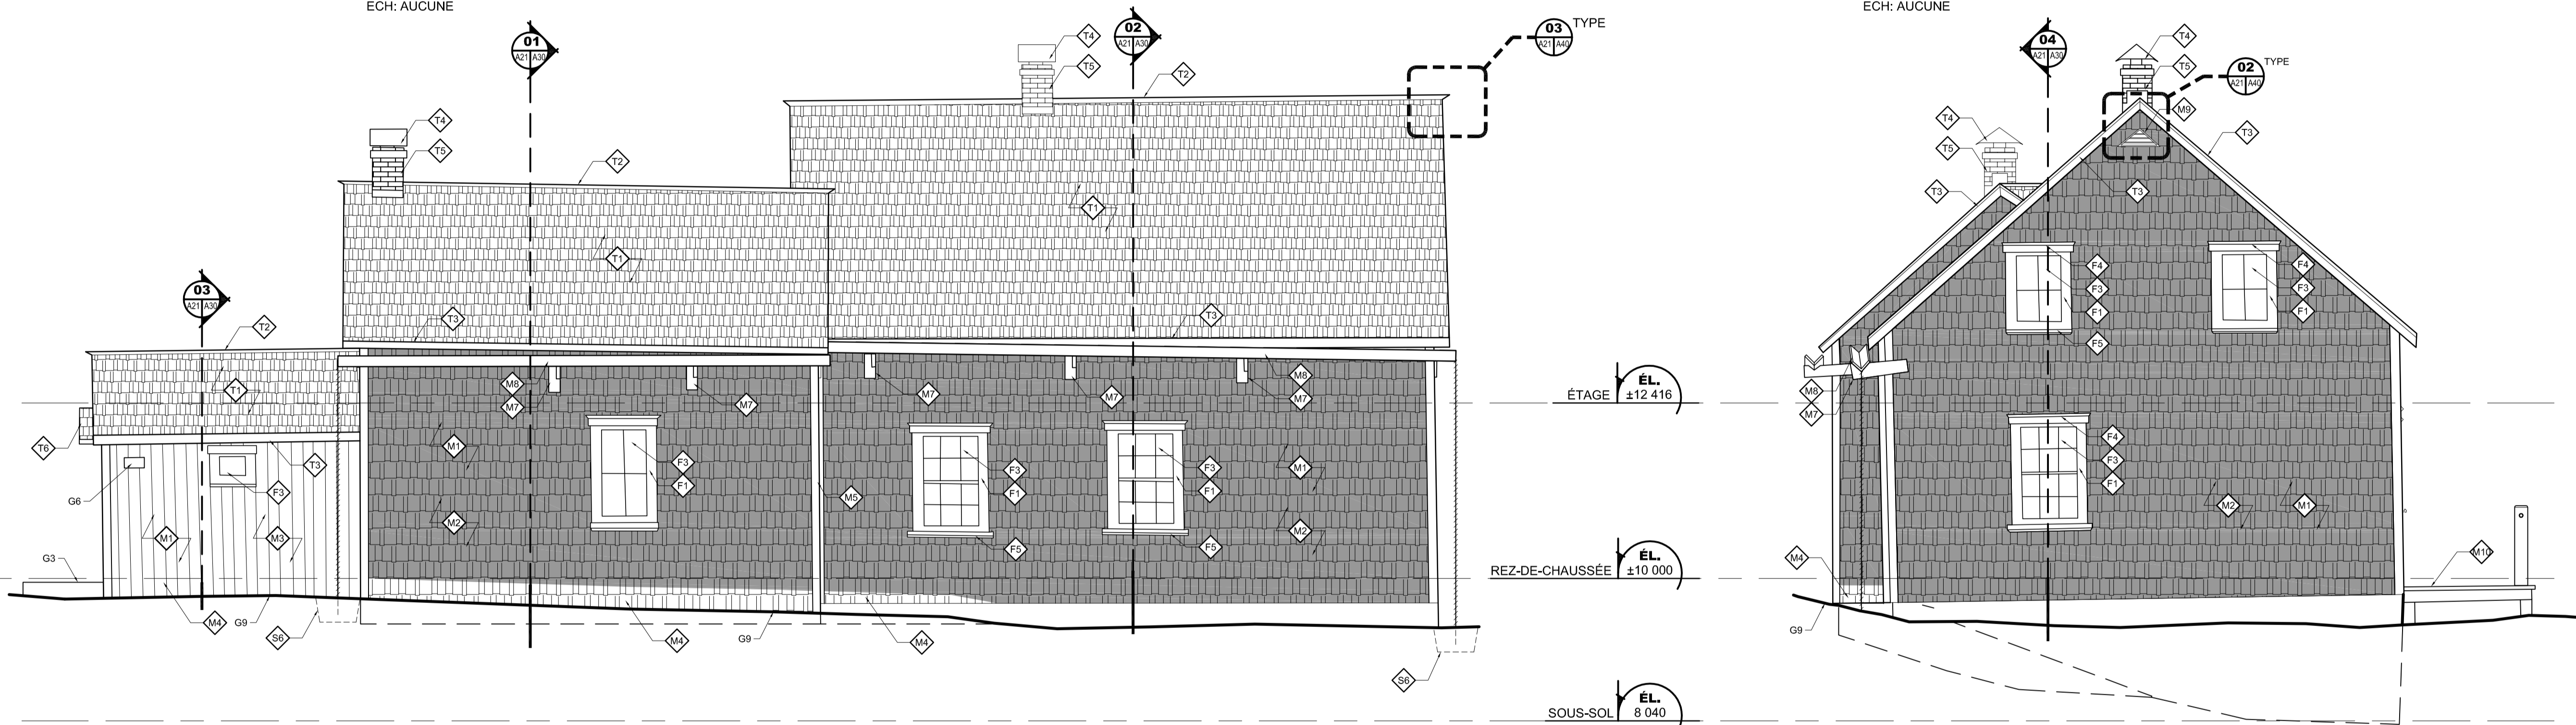 ECH: AUCUNE
ECH: AUCUNE
01
A21 A30
02
A21 A30
03
A21 A40
TYPE
04
A21 A30
02
A21 A40
TYPE
03
A21 A30
T4
T5
T2
T4
T5
T2
T1
T1
T3
T3
T2
T1
T6
T3
G6
F3
M1
M3
G3
M4
G9
S6
M8
M7
M7
M1
M2
F3
F1
M5
M4
G9
M4
M7
M7
M8
M7
F3
F1
F5
F3
F1
F5
M1
M2
S6
ÉTAGE
ÉL.
±12 416
REZ-DE-CHAUSSÉE
ÉL.
±10 000
SOUS-SOL
ÉL.
8 040
T4
T5
M9
T3
T4
T5
T3
T3
F4
F3
F1
F5
F4
F3
F1
M8
M7
F4
F3
F1
M2
M1
M4
G9
M10